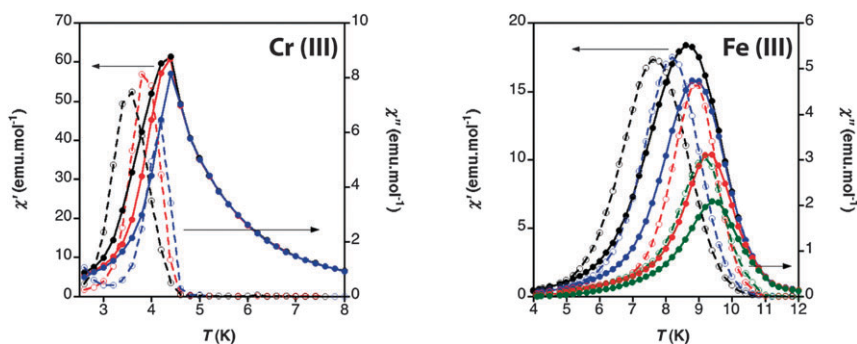 Cr (III)
χ′ (emu.mol⁻¹)
70
60
50
40
30
20
10
0
10
8
6
4
2
0
χ″ (emu.mol⁻¹)
3 4 5 6 7 8
T (K)
Fe (III)
χ′ (emu.mol⁻¹)
20
15
10
5
0
6
5
4
3
2
1
0
χ″ (emu.mol⁻¹)
4 5 6 7 8 9 10 11 12
T (K)